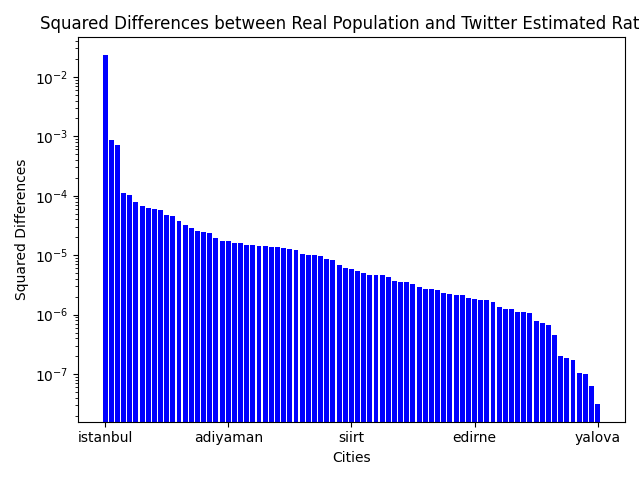 Squared Differences between Real Population and Twitter Estimated Rat
10⁻²
10⁻³
10⁻⁴
10⁻⁵
10⁻⁶
10⁻⁷
Squared Differences
istanbul adiyaman siirt edirne yalova
Cities